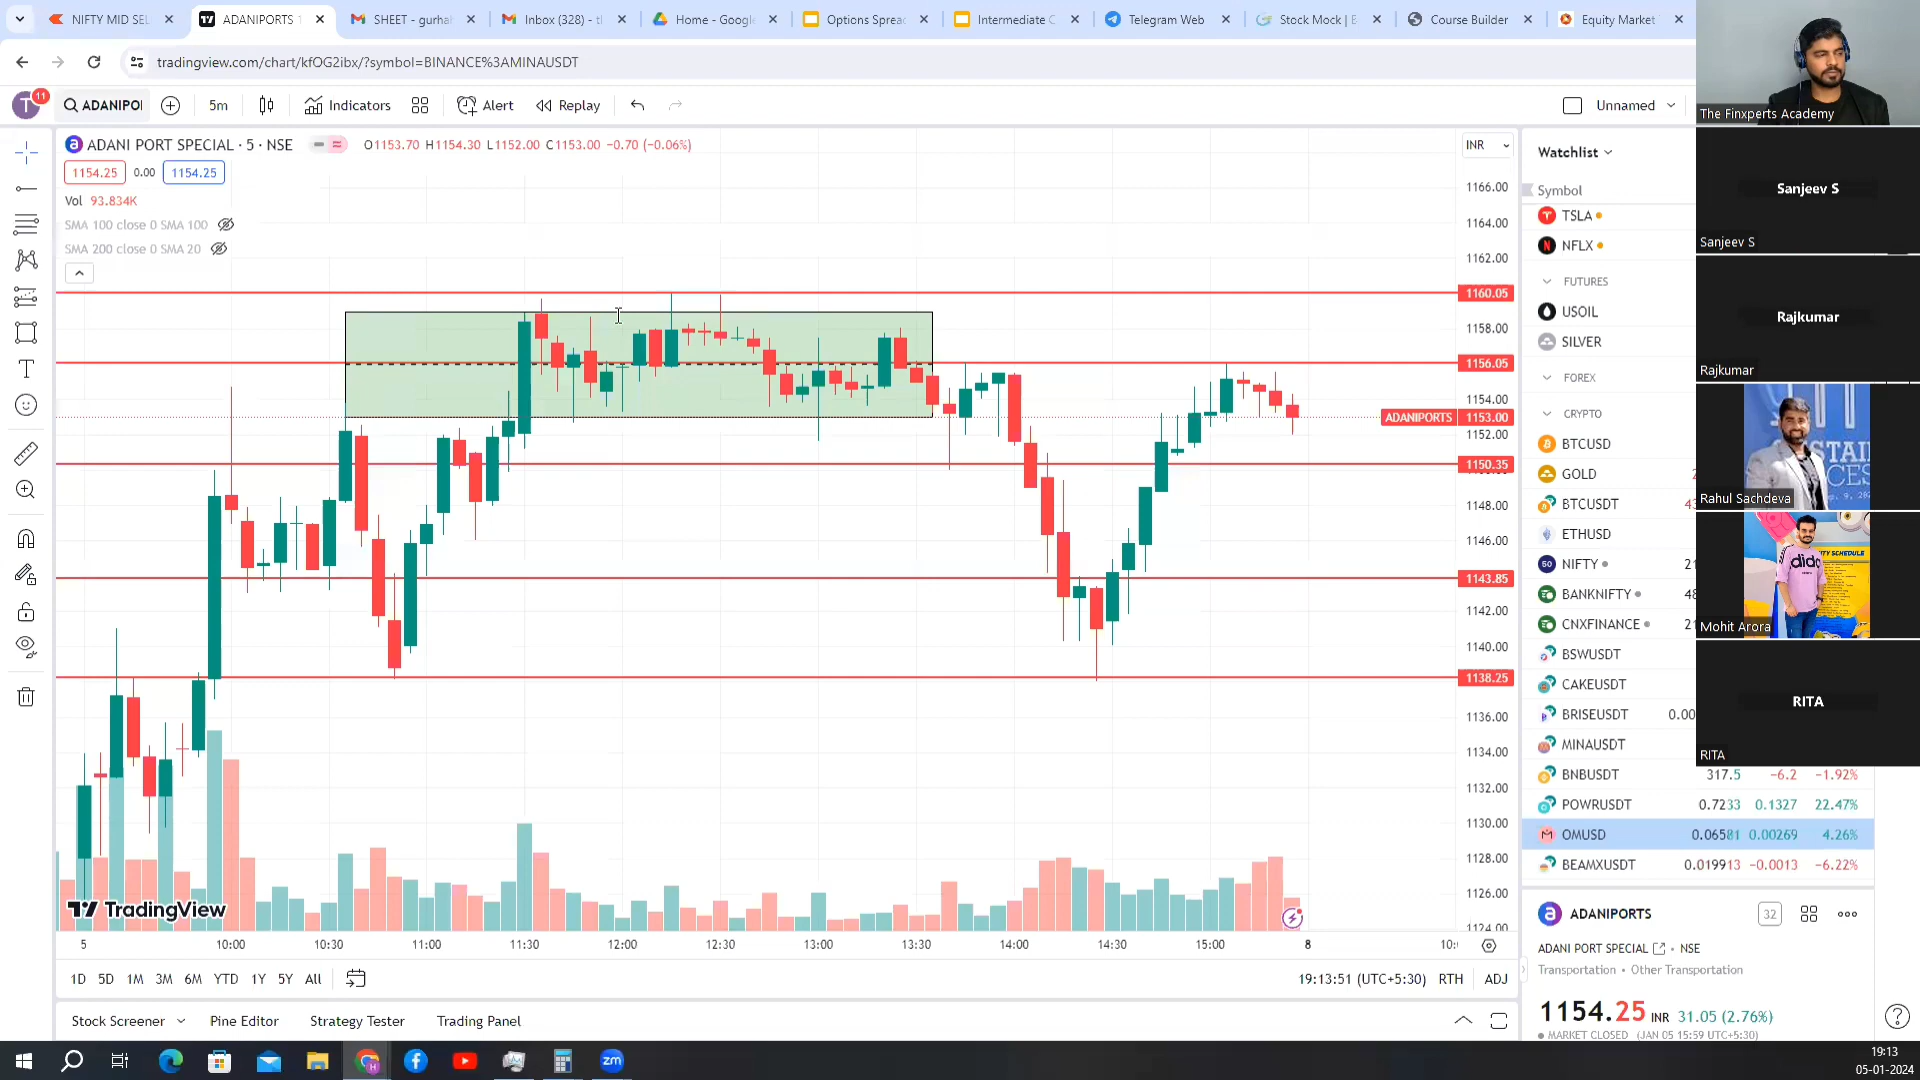 NIFTY MID SEL
ADANIPORTS 1
SHEET - gurha
Inbox (328) - t
Home - Google
Options Sprea
Intermediate C
Telegram Web
Stock Mock | E
Course Builder
Equity Market
tradingview.com/chart/kfOG2ibx/?symbol=BINANCE%3AMINAUSDT
T 11
ADANIPO
5m
Indicators
Alert
Replay
Unnamed
ADANI PORT SPECIAL · 5 · NSE
O1153.70 H1154.30 L1152.00 C1153.00 −0.70 (−0.06%)
1154.25 0.00 1154.25
Vol 93.834K
SMA 100 close 0 SMA 100
SMA 200 close 0 SMA 20
INR
1166.00
1164.00
1162.00
1160.05
1158.00
1156.05
1154.00
ADANIPORTS 1153.00
1152.00
1150.35
1148.00
1146.00
1143.85
1142.00
1140.00
1138.25
1136.00
1134.00
1132.00
1130.00
1128.00
1126.00
1124.00
TradingView
5 10:00 10:30 11:00 11:30 12:00 12:30 13:00 13:30 14:00 14:30 15:00 8
1D 5D 1M 3M 6M YTD 1Y 5Y All
19:13:51 (UTC+5:30) RTH ADJ
Stock Screener
Pine Editor
Strategy Tester
Trading Panel
Watchlist
Symbol
TSLA
NFLX
FUTURES
USOIL
SILVER
FOREX
CRYPTO
BTCUSD
GOLD
BTCUSDT
ETHUSD
NIFTY
BANKNIFTY
CNXFINANCE
BSWUSDT
CAKEUSDT
BRISEUSDT 0.00
MINAUSDT
BNBUSDT 317.5 −6.2 −1.92%
POWRUSDT 0.7233 0.1327 22.47%
OMUSD 0.06581 0.00269 4.26%
BEAMXUSDT 0.019913 −0.0013 −6.22%
ADANIPORTS
32
ADANI PORT SPECIAL • NSE
Transportation • Other Transportation
1154.25 INR 31.05 (2.76%)
MARKET CLOSED (JAN 05 15:59 UTC+5:30)
The Finxperts Academy
Sanjeev S
Sanjeev S
Rajkumar
Rajkumar
Rahul Sachdeva
Mohit Arora
RITA
RITA
zm
19:13
05-01-2024